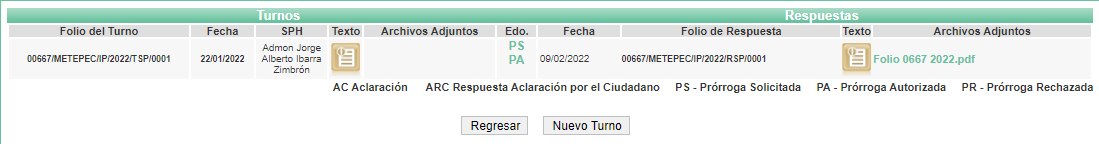 Turnos Respuestas
Folio del Turno Fecha SPH Texto Archivos Adjuntos Edo. Fecha Folio de Respuesta Texto Archivos Adjuntos
00667/METEPEC/IP/2022/TSP/0001 22/01/2022 Admon Jorge Alberto Ibarra Zimbrón PS PA 09/02/2022 00667/METEPEC/IP/2022/RSP/0001 Folio 0667 2022.pdf
AC Aclaración ARC Respuesta Aclaración por el Ciudadano PS - Prórroga Solicitada PA - Prórroga Autorizada PR - Prórroga Rechazada
Regresar Nuevo Turno